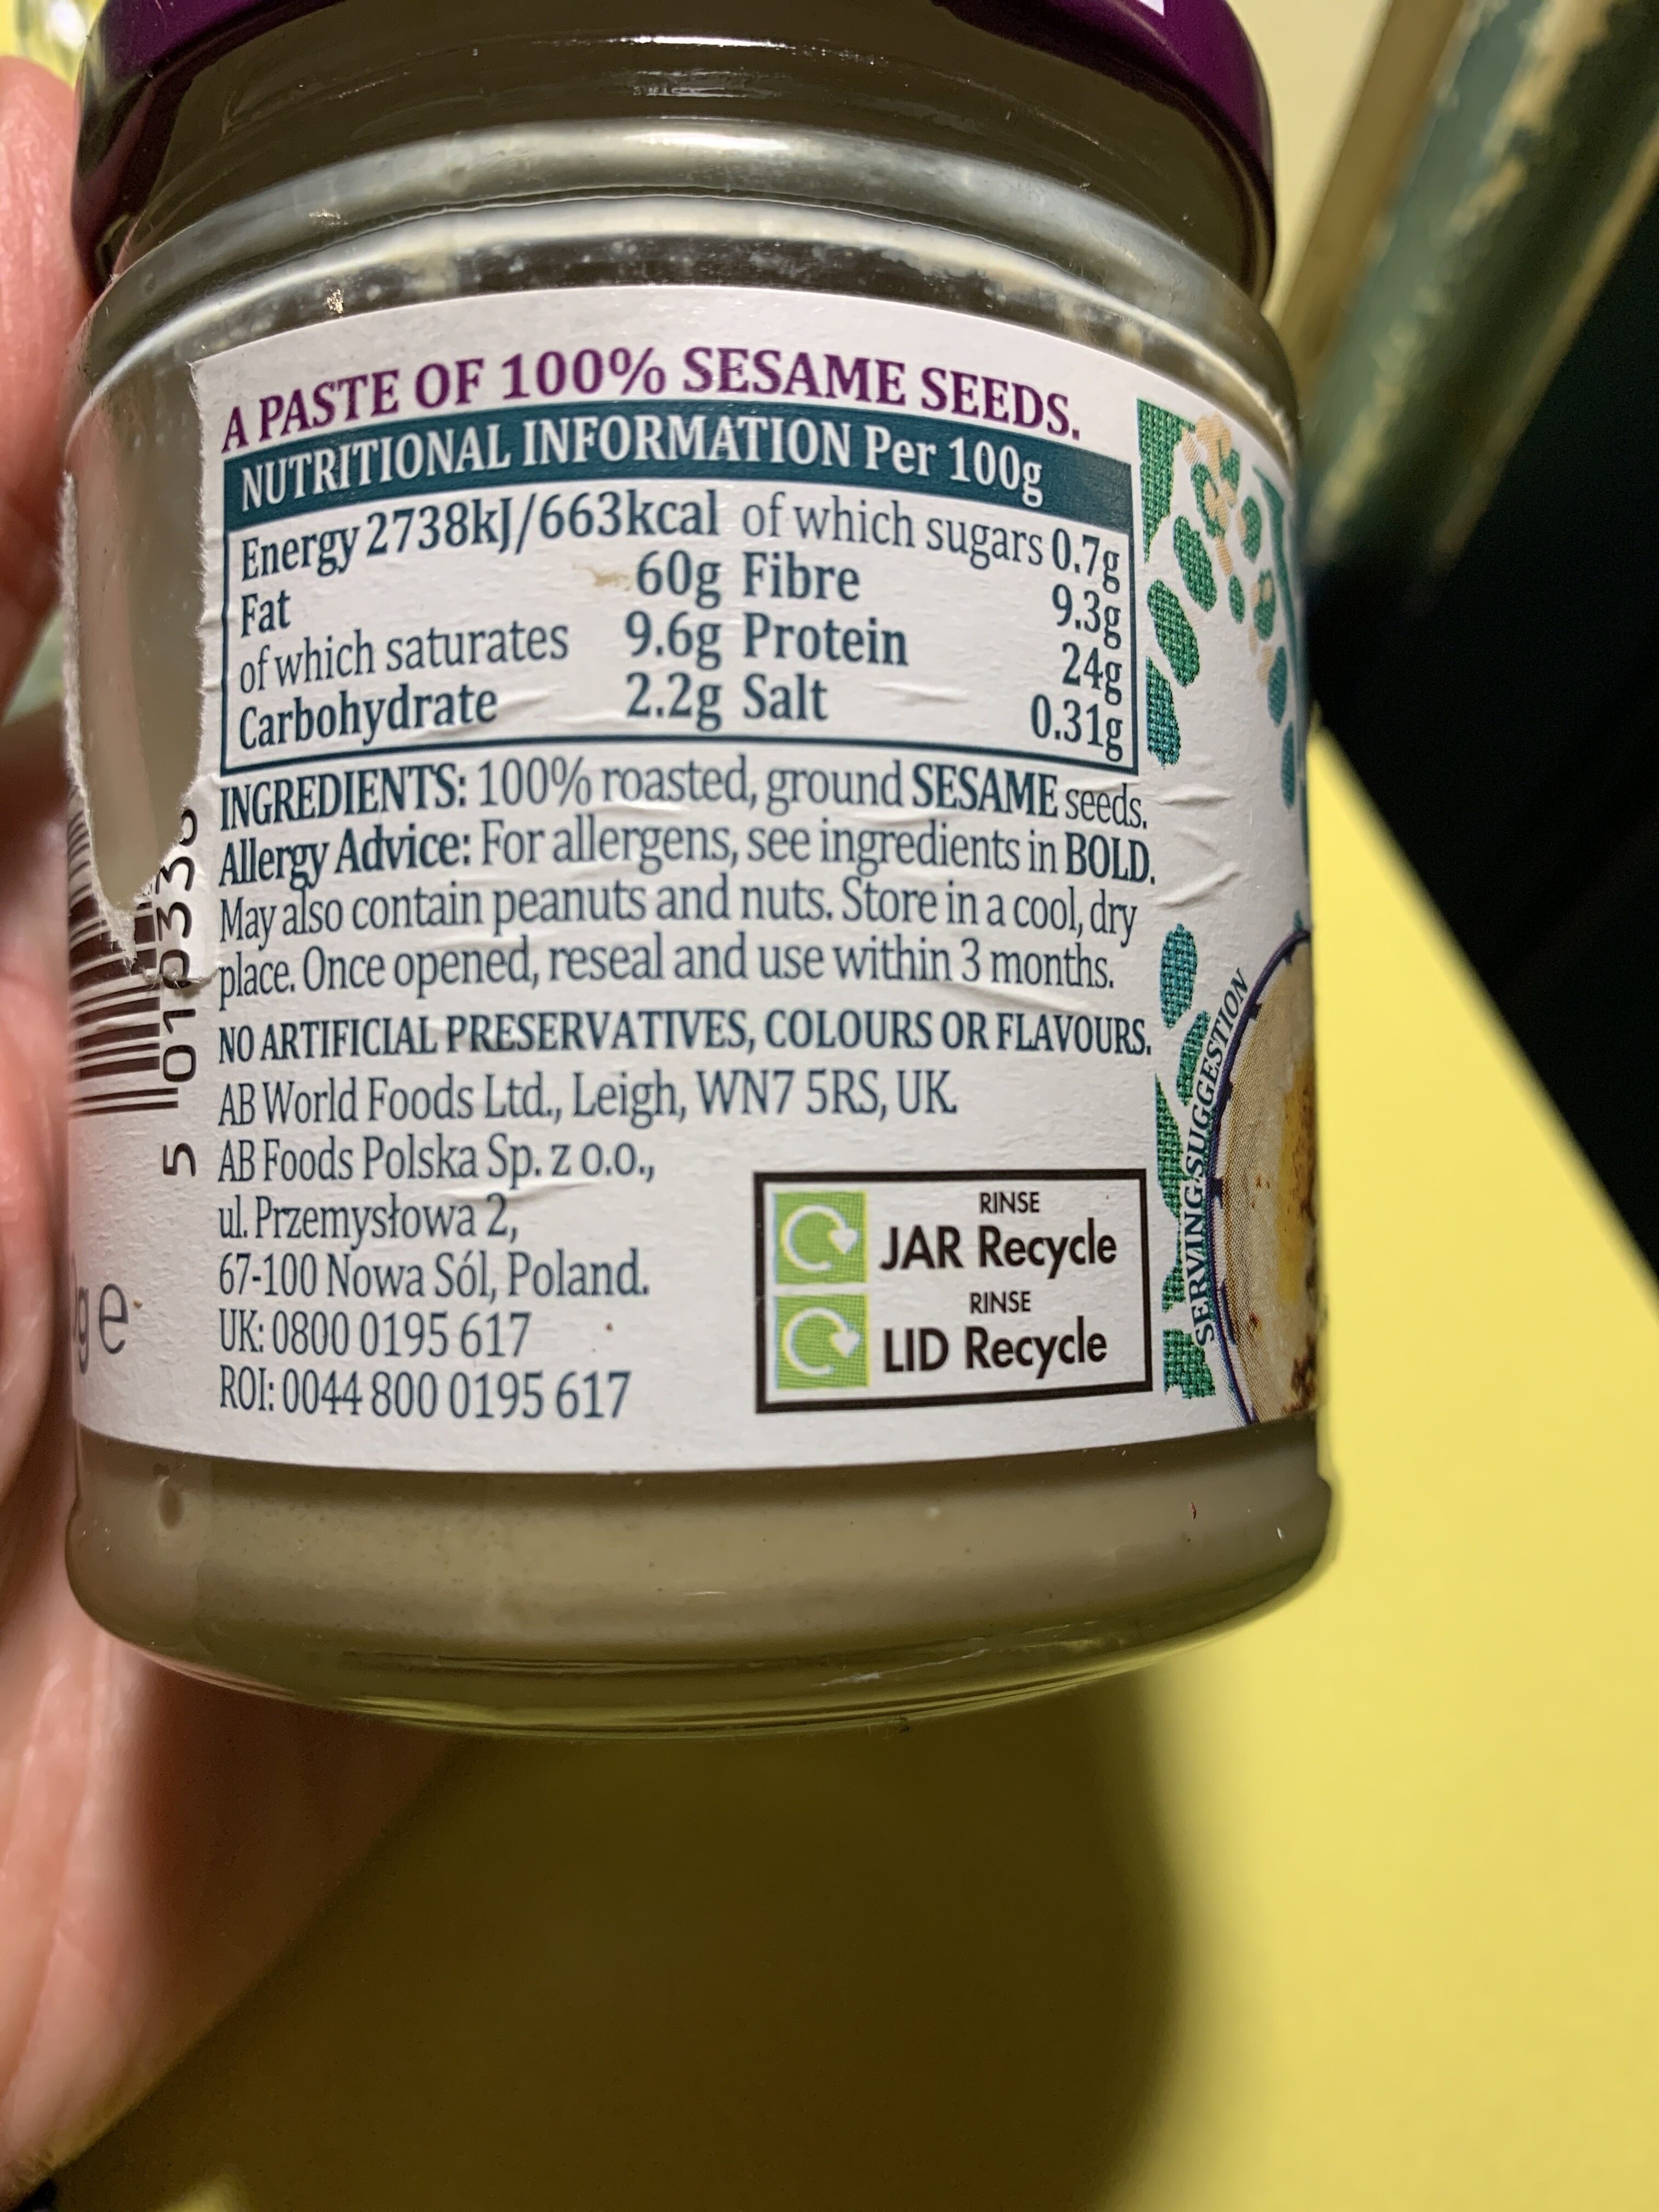 A PASTE OF 100% SESAME SEEDS.
NUTRITIONAL INFORMATION Per 100g
Energy 2738kJ/663kcal
Fat 60g
of which saturates 9.6g
Carbohydrate 2.2g
of which sugars 0.7g
Fibre 9.3g
Protein 24g
Salt 0.31g
INGREDIENTS: 100% roasted, ground SESAME seeds.
Allergy Advice: For allergens, see ingredients in BOLD.
May also contain peanuts and nuts. Store in a cool, dry
place. Once opened, reseal and use within 3 months.
NO ARTIFICIAL PRESERVATIVES, COLOURS OR FLAVOURS.
AB World Foods Ltd., Leigh, WN7 5RS, UK.
AB Foods Polska Sp. z o.o.,
ul. Przemysłowa 2,
67-100 Nowa Sól, Poland.
UK: 0800 0195 617
ROI: 0044 800 0195 617
RINSE
JAR Recycle
RINSE
LID Recycle
SERVING SUGGESTION
g e